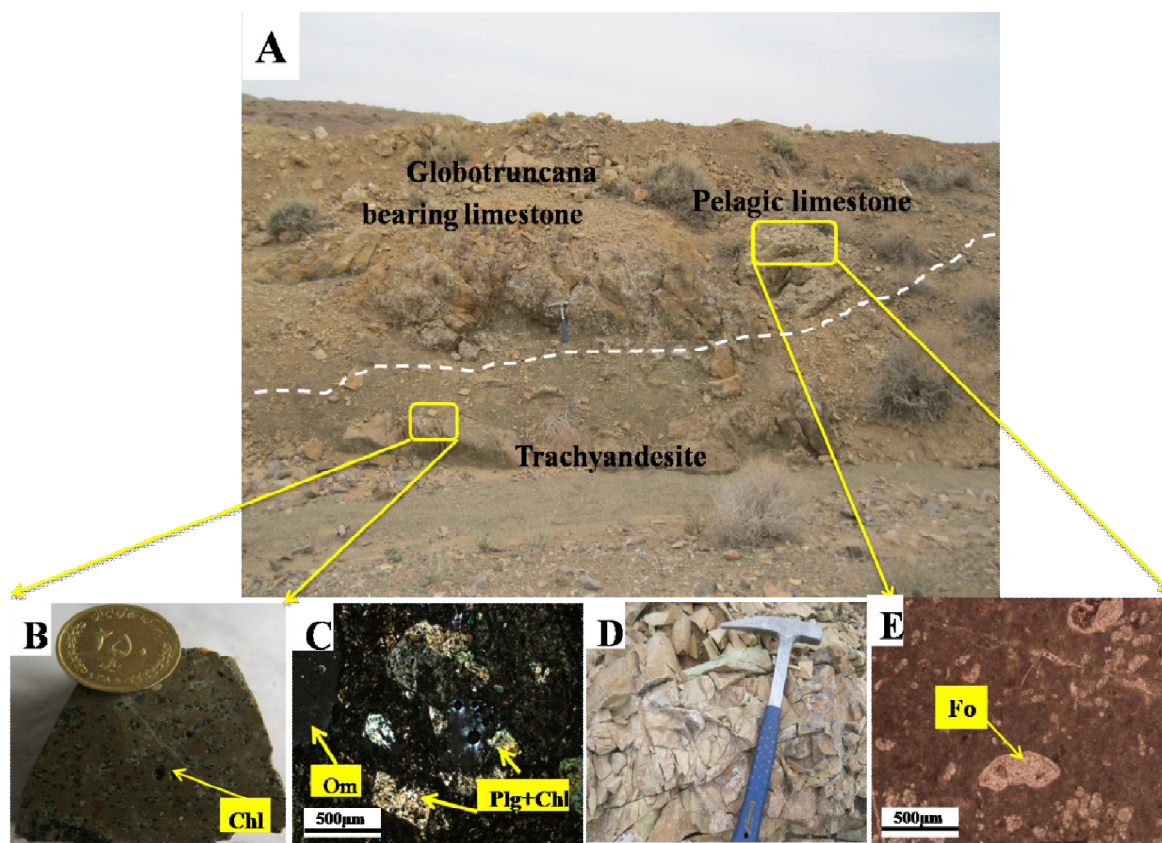 A
Globotruncana
bearing limestone
Pelagic limestone
Trachyandesite
B
۲۵۰
Chl
C
Om
Plg+Chl
500µm
D
E
Fo
500µm